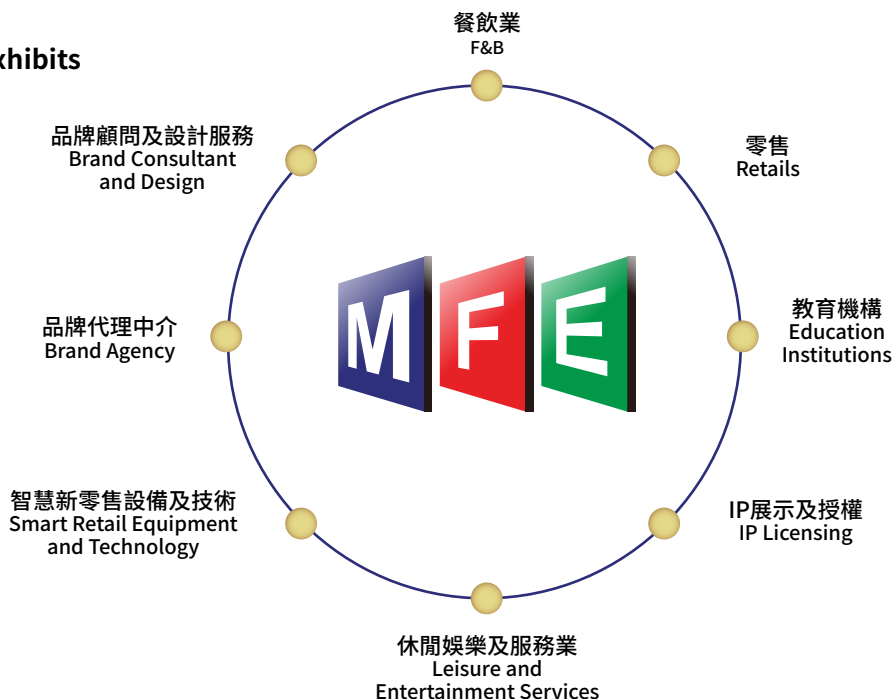 xhibits
餐飲業
F&B
零售
Retails
教育機構
Education
Institutions
IP展示及授權
IP Licensing
休閒娛樂及服務業
Leisure and
Entertainment Services
智慧新零售設備及技術
Smart Retail Equipment
and Technology
品牌代理中介
Brand Agency
品牌顧問及設計服務
Brand Consultant
and Design
MFE